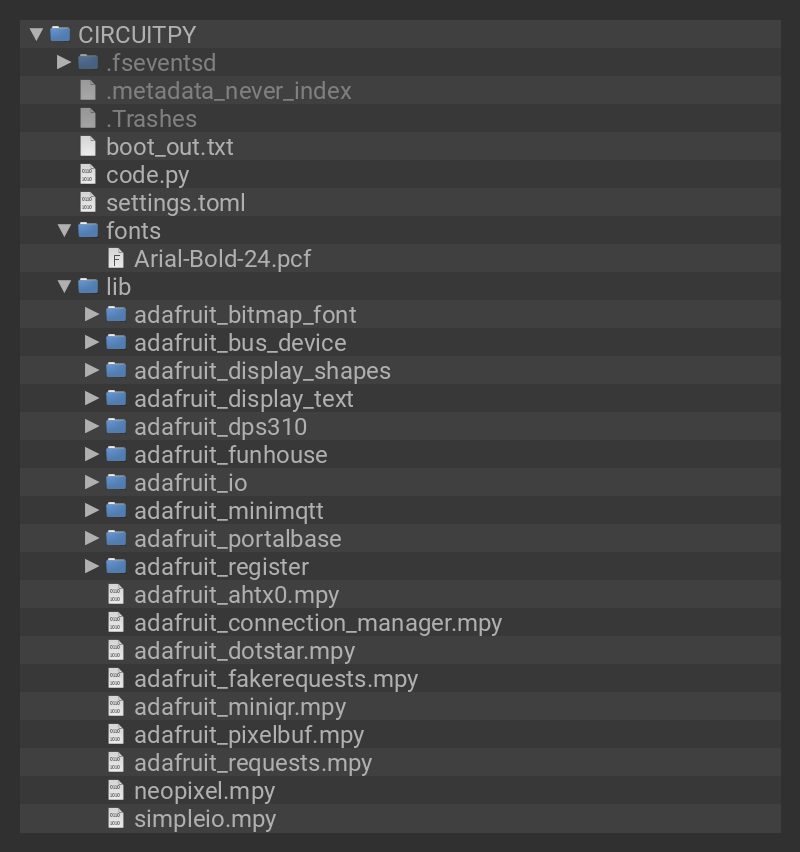 CIRCUITPY
.fseventsd
.metadata_never_index
.Trashes
boot_out.txt
code.py
settings.toml
fonts
Arial-Bold-24.pcf
lib
adafruit_bitmap_font
adafruit_bus_device
adafruit_display_shapes
adafruit_display_text
adafruit_dps310
adafruit_funhouse
adafruit_io
adafruit_minimqtt
adafruit_portalbase
adafruit_register
adafruit_ahtx0.mpy
adafruit_connection_manager.mpy
adafruit_dotstar.mpy
adafruit_fakerequests.mpy
adafruit_miniqr.mpy
adafruit_pixelbuf.mpy
adafruit_requests.mpy
neopixel.mpy
simpleio.mpy